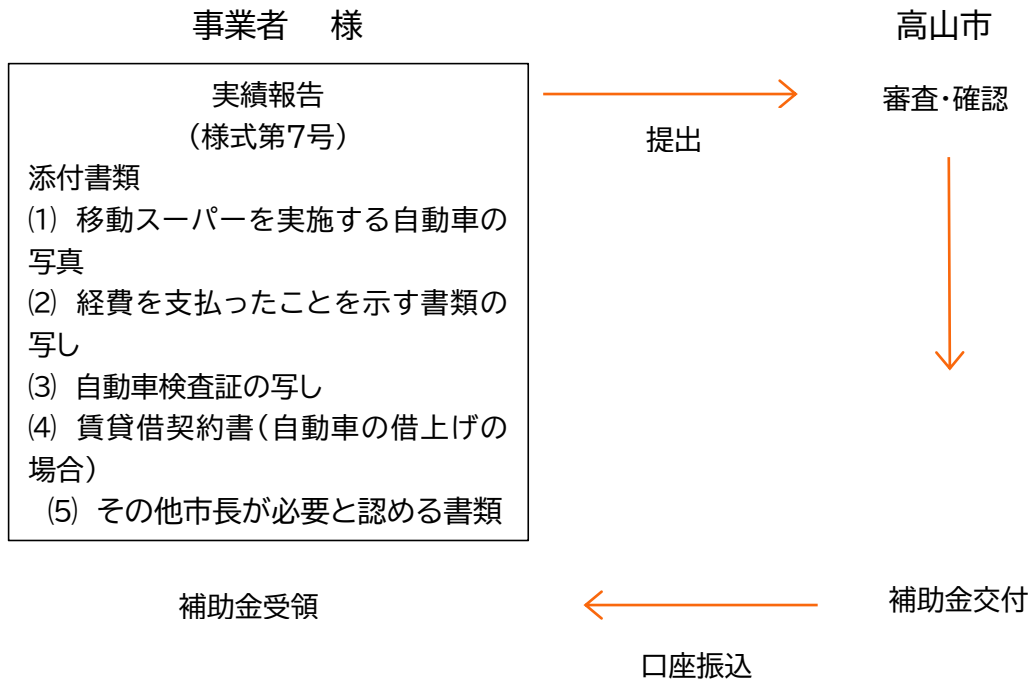 事業者　様
高山市
実績報告
（様式第7号）
添付書類
⑴ 移動スーパーを実施する自動車の
写真
⑵ 経費を支払ったことを示す書類の
写し
⑶ 自動車検査証の写し
⑷ 賃貸借契約書（自動車の借上げの
場合）
⑸ その他市長が必要と認める書類
提出
審査・確認
補助金交付
口座振込
補助金受領